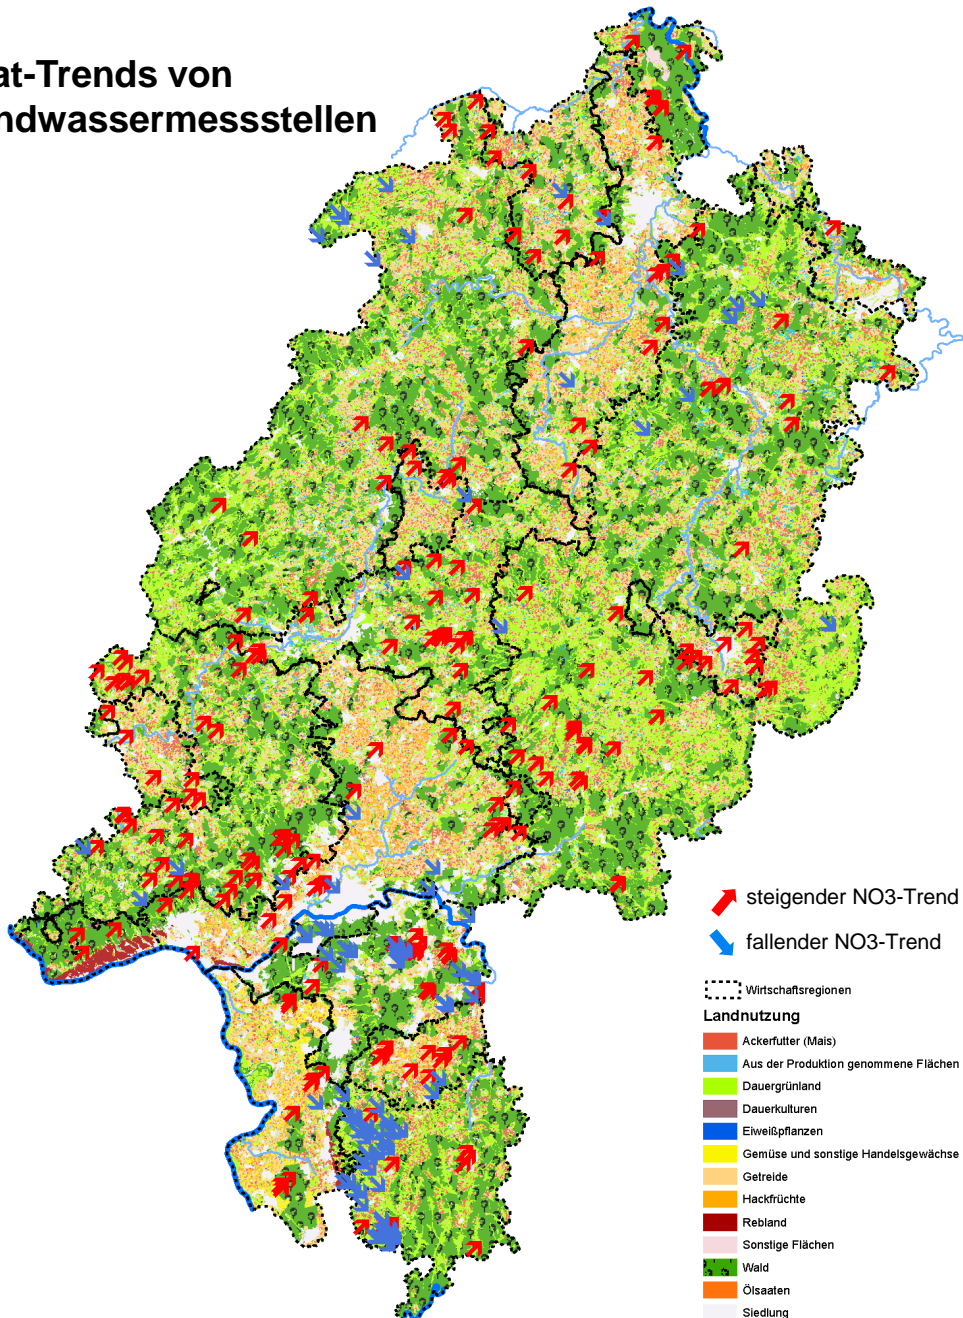 at-Trends von
ndwassermessstellen
steigender NO3-Trend
fallender NO3-Trend
Wirtschaftsregionen
Landnutzung
Ackerfutter (Mais)
Aus der Produktion genommene Flächen
Dauergrünland
Dauerkulturen
Eiweißpflanzen
Gemüse und sonstige Handelsgewächse
Getreide
Hackfrüchte
Rebland
Sonstige Flächen
Wald
Ölsaaten
Siedlung